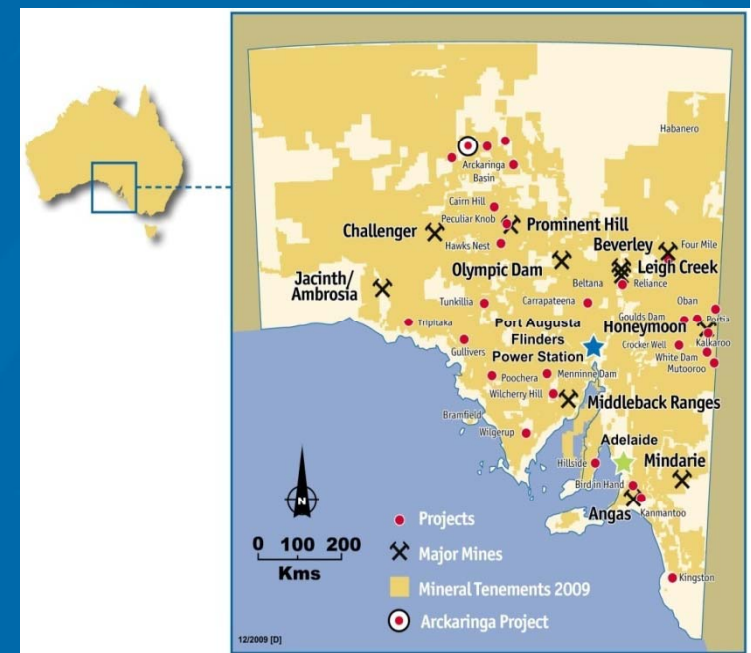 Habanero
Arckaringa
Basin
Cairn Hill
Peculiar Knob
Prominent Hill
Challenger
Hawks Nest
Beverley
Four Mile
Olympic Dam
Leigh Creek
Jacinth/
Ambrosia
Beltana
Reliance
Tunkillia
Carrapateena
Oban
Goulds Dam
Portia
Tripitaka
Port Augusta
Flinders
Power Station
Honeymoon
Kalkaroo
Gullivers
Crocker Well
White Dam
Mutooroo
Poochera
Menninne Dam
Wilcherry Hill
Middleback Ranges
Bramfield
Wilgerup
Adelaide
Hillside
Mindarie
Bird in Hand
Kanmantoo
Angas
N
0 100 200
Kms
Projects
Major Mines
Mineral Tenements 2009
Arckaringa Project
Kingston
12/2009 [D]